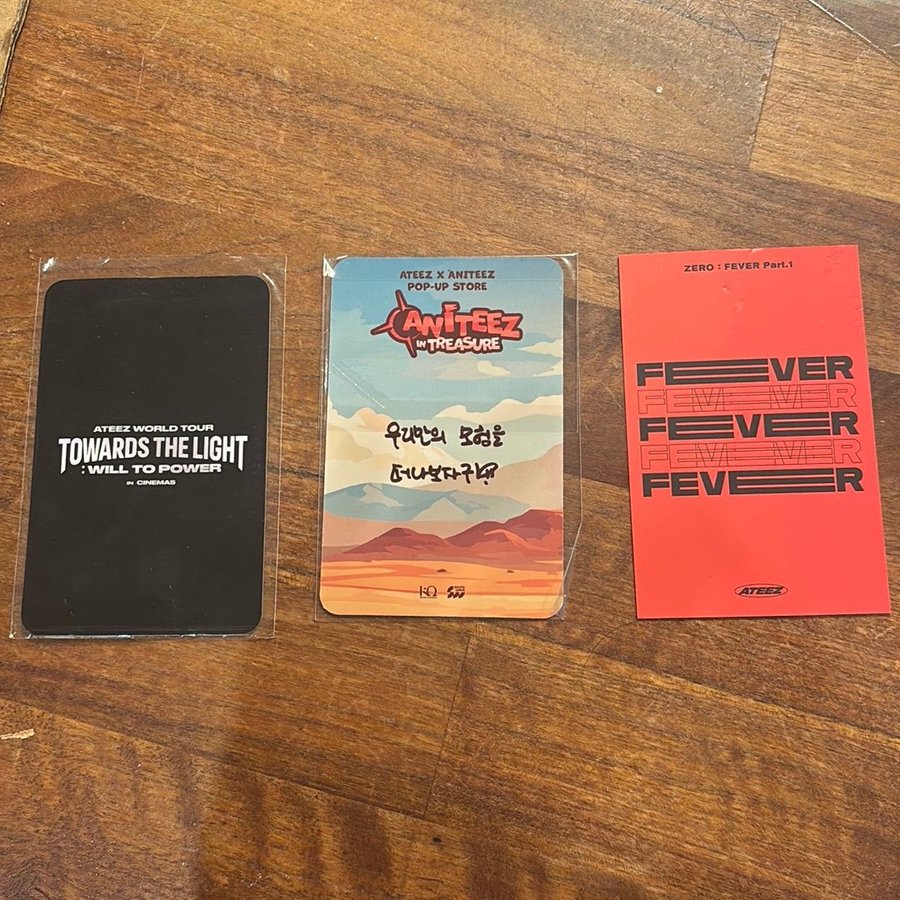 ATEEZ WORLD TOUR
TOWARDS THE LIGHT
: WILL TO POWER
IN CINEMAS
ATEEZ X ANITEEZ
POP-UP STORE
ANITEEZ
IN TREASURE
우리만의 모험을
떠나보자구!?
KQ
ZERO : FEVER Part.1
FEVER
FEVER
FEVER
FEVER
FEVER
ATEEZ